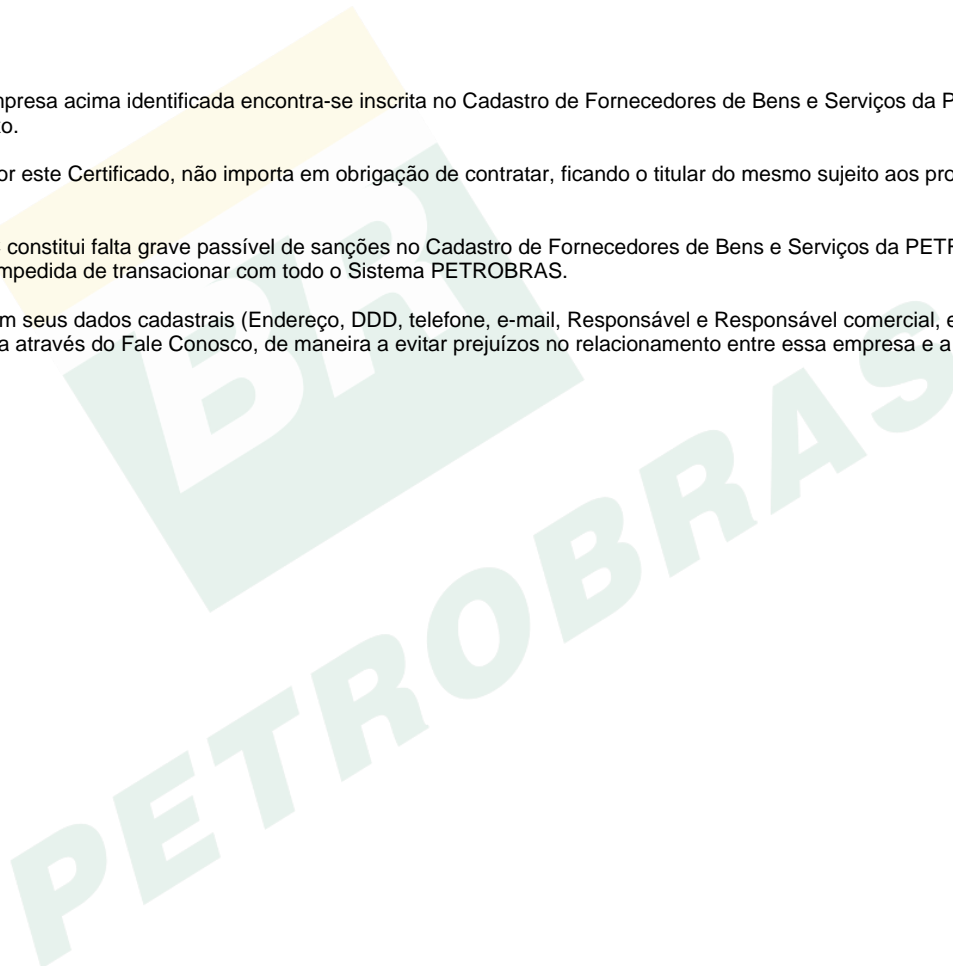 presa acima identificada encontra-se inscrita no Cadastro de Fornecedores de Bens e Serviços da P
o.
or este Certificado, não importa em obrigação de contratar, ficando o titular do mesmo sujeito aos pro
constitui falta grave passível de sanções no Cadastro de Fornecedores de Bens e Serviços da PETR
mpedida de transacionar com todo o Sistema PETROBRAS.
m seus dados cadastrais (Endereço, DDD, telefone, e-mail, Responsável e Responsável comercial, e
a através do Fale Conosco, de maneira a evitar prejuízos no relacionamento entre essa empresa e a
BR
PETROBRAS